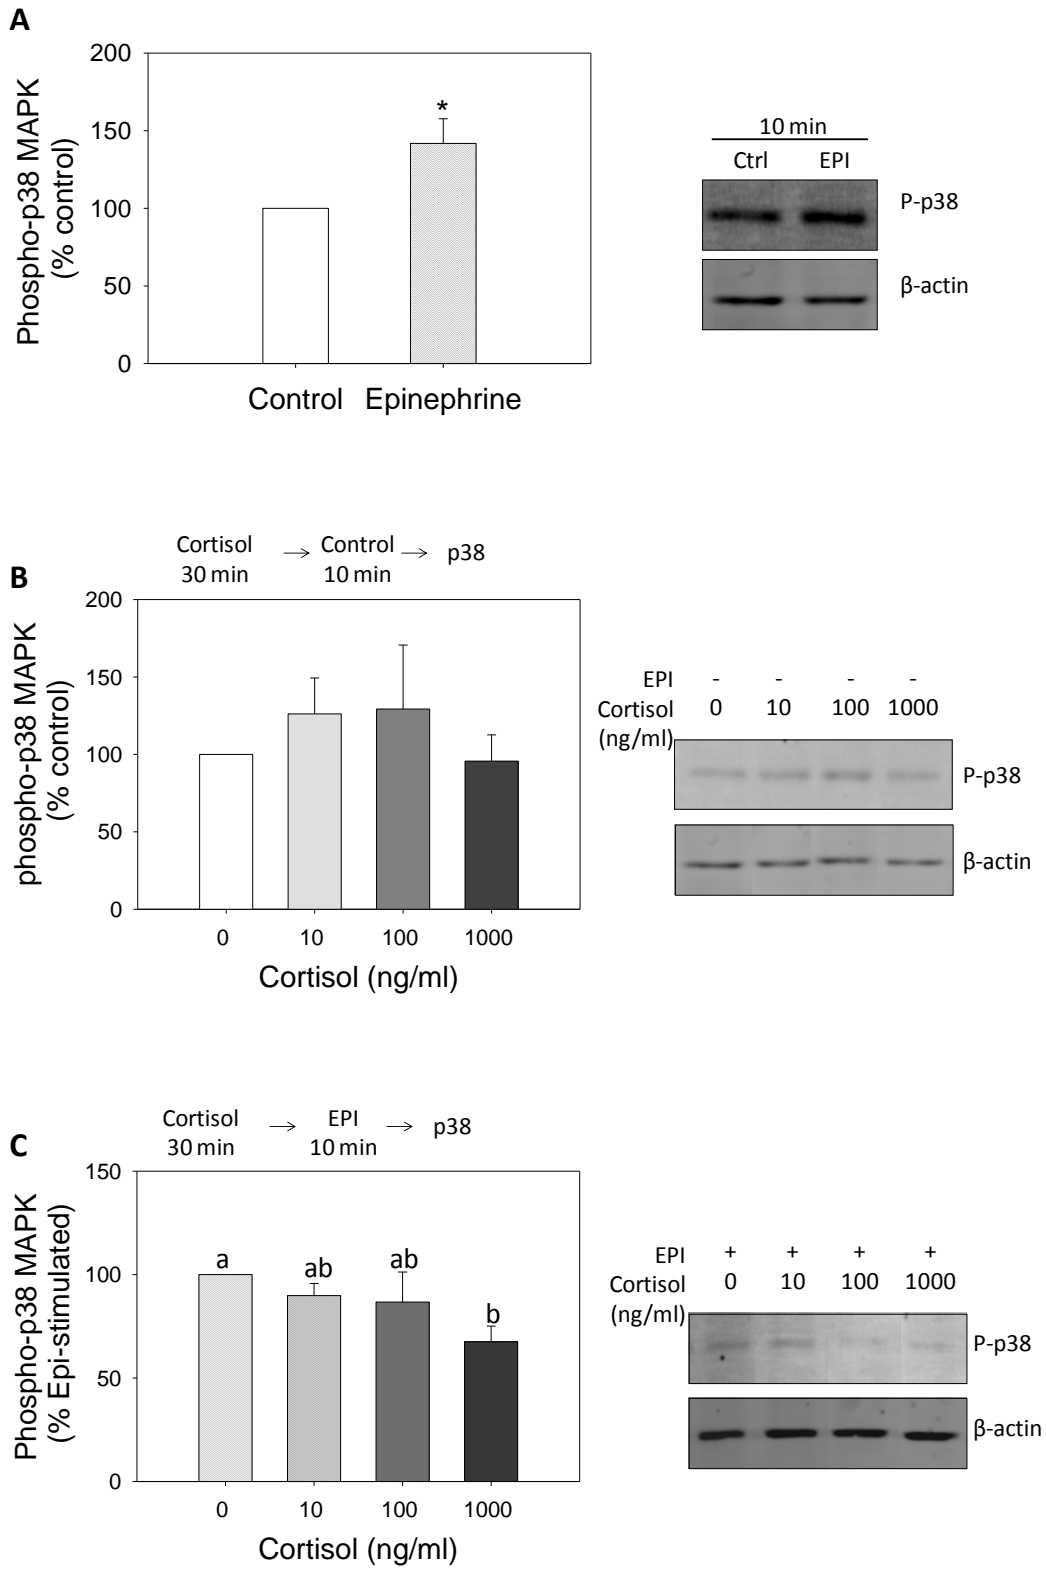 A
Phospho-p38 MAPK
(% control)
200
150
100
50
0
*
Control Epinephrine
10 min
Ctrl EPI
P-p38
β-actin
B
Cortisol → Control → p38
30 min 10 min
phospho-p38 MAPK
(% control)
200
150
100
50
0
0 10 100 1000
Cortisol (ng/ml)
EPI - - - -
Cortisol 0 10 100 1000
(ng/ml)
P-p38
β-actin
C
Cortisol → EPI → p38
30 min 10 min
Phospho-p38 MAPK
(% Epi-stimulated)
150
100
50
0
a ab ab b
0 10 100 1000
Cortisol (ng/ml)
EPI + + + +
Cortisol 0 10 100 1000
(ng/ml)
P-p38
β-actin